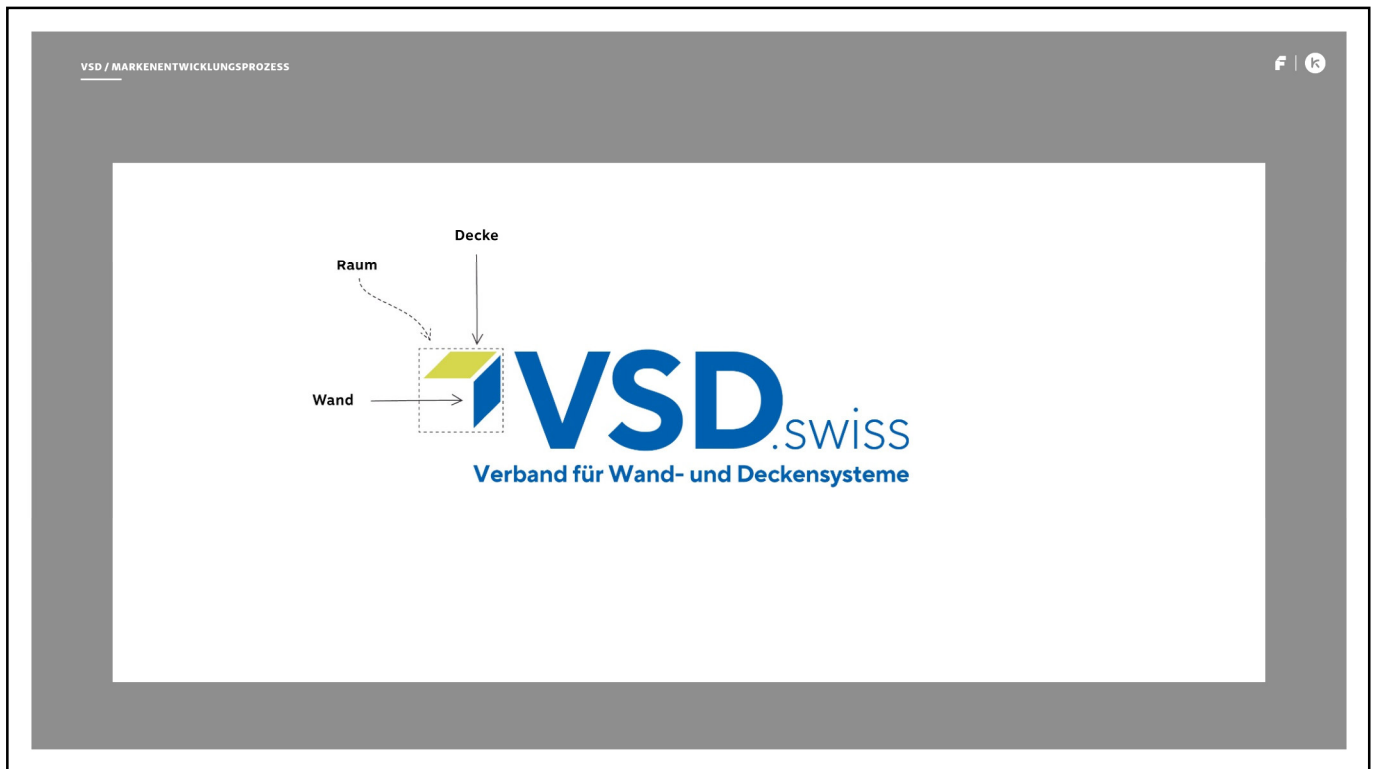 VSD / MARKENENTWICKLUNGSPROZESS
F | k
Decke
Raum
Wand
VSD.swiss
Verband für Wand- und Deckensysteme